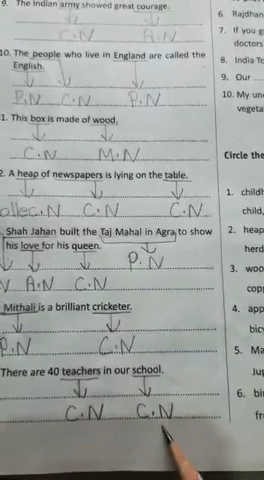 9. The Indian army showed great courage.
C.N A.N
10. The people who live in England are called the
English.
P.N C.N P.N
1. This box is made of wood.
C.N M.N
2. A heap of newspapers is lying on the table.
ollec.N C.N C.N
Shah Jahan built the Taj Mahal in Agra to show
his love for his queen.
P.N
A.N C.N
Mithali is a brilliant cricketer.
P.N C.N
There are 40 teachers in our school.
C.N C.N
6. Rajdhan
7. If you g
doctors
8. India To
9. Our
10. My un
vegeta
Circle the
1. childh
child,
2. heap
herd
3. woo
copp
4. app
bicy
5. Ma
Jup
6. bir
fr